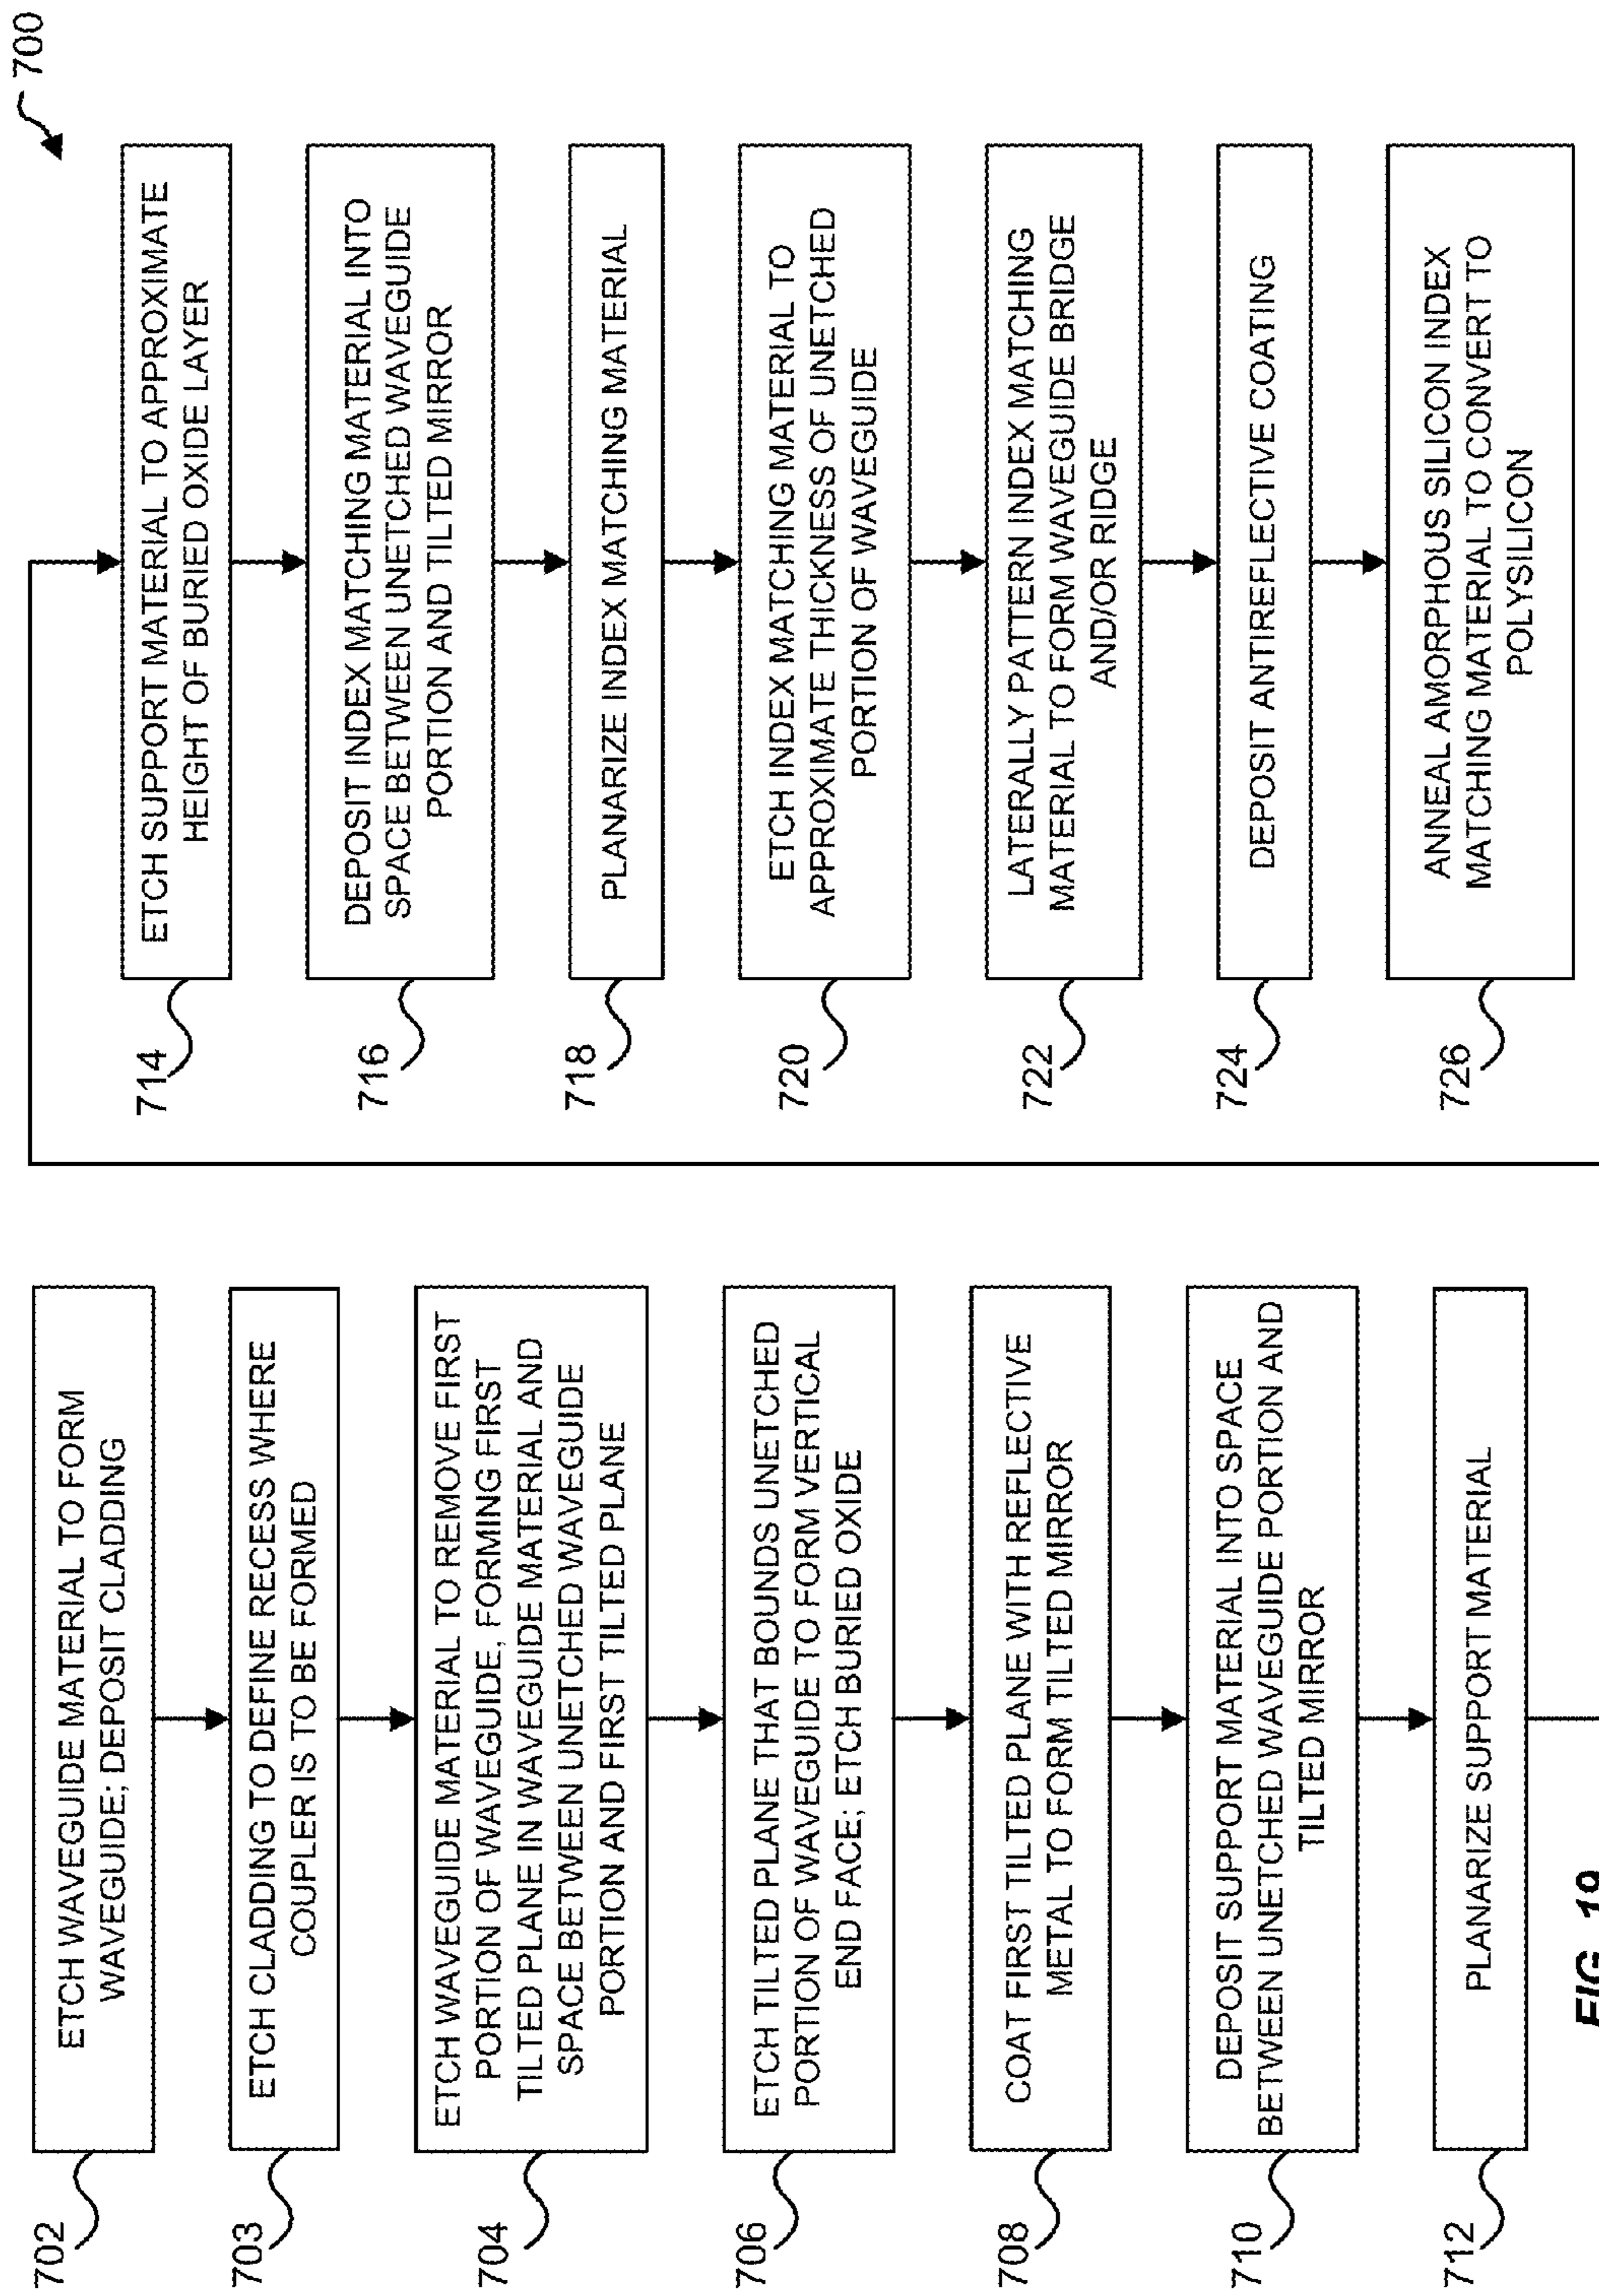 700
702
ETCH WAVEGUIDE MATERIAL TO FORM
WAVEGUIDE; DEPOSIT CLADDING
703
ETCH CLADDING TO DEFINE RECESS WHERE
COUPLER IS TO BE FORMED
704
ETCH WAVEGUIDE MATERIAL TO REMOVE FIRST
PORTION OF WAVEGUIDE, FORMING FIRST
TILTED PLANE IN WAVEGUIDE MATERIAL AND
SPACE BETWEEN UNETCHED WAVEGUIDE
PORTION AND FIRST TILTED PLANE
706
ETCH TILTED PLANE THAT BOUNDS UNETCHED
PORTION OF WAVEGUIDE TO FORM VERTICAL
END FACE; ETCH BURIED OXIDE
708
COAT FIRST TILTED PLANE WITH REFLECTIVE
METAL TO FORM TILTED MIRROR
710
DEPOSIT SUPPORT MATERIAL INTO SPACE
BETWEEN UNETCHED WAVEGUIDE PORTION AND
TILTED MIRROR
712
PLANARIZE SUPPORT MATERIAL
714
ETCH SUPPORT MATERIAL TO APPROXIMATE
HEIGHT OF BURIED OXIDE LAYER
716
DEPOSIT INDEX MATCHING MATERIAL INTO
SPACE BETWEEN UNETCHED WAVEGUIDE
PORTION AND TILTED MIRROR
718
PLANARIZE INDEX MATCHING MATERIAL
720
ETCH INDEX MATCHING MATERIAL TO
APPROXIMATE THICKNESS OF UNETCHED
PORTION OF WAVEGUIDE
722
LATERALLY PATTERN INDEX MATCHING
MATERIAL TO FORM WAVEGUIDE BRIDGE
AND/OR RIDGE
724
DEPOSIT ANTIREFLECTIVE COATING
726
ANNEAL AMORPHOUS SILICON INDEX
MATCHING MATERIAL TO CONVERT TO
POLYSILICON
FIG. 19